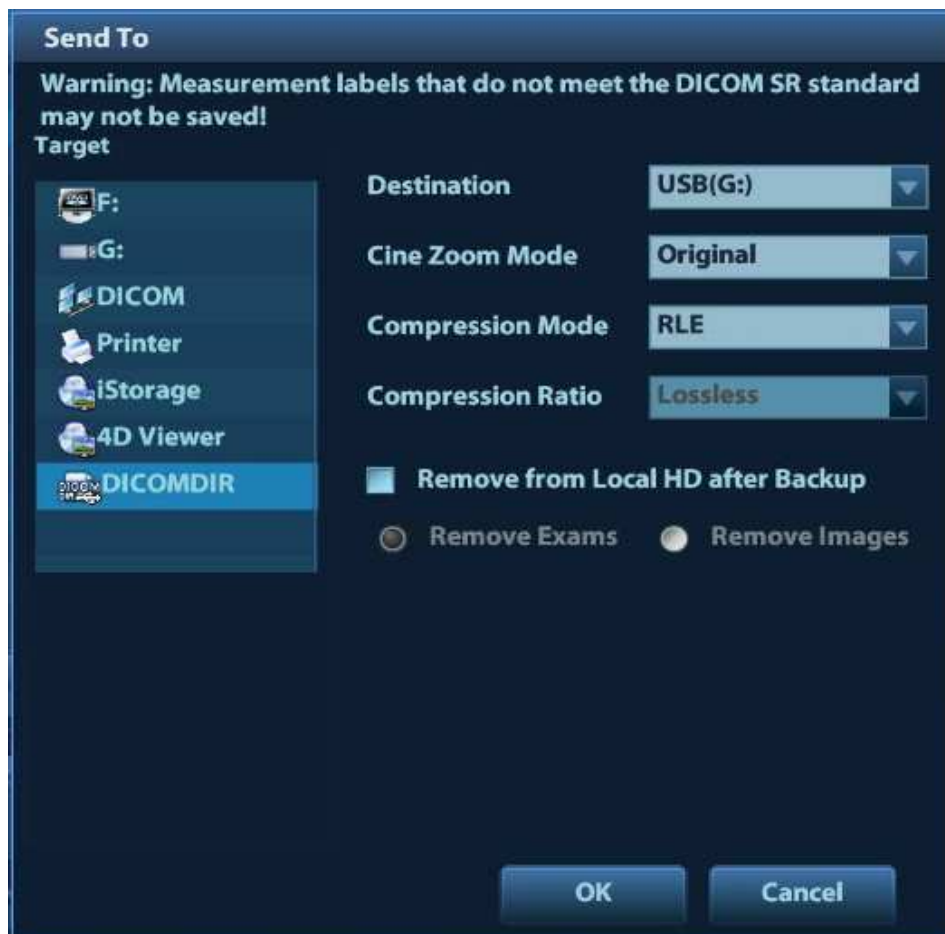 Send To
Warning: Measurement labels that do not meet the DICOM SR standard
may not be saved!
Target
F:
G:
DICOM
Printer
iStorage
4D Viewer
DICOMDIR
Destination
USB(G:)
Cine Zoom Mode
Original
Compression Mode
RLE
Compression Ratio
Lossless
Remove from Local HD after Backup
Remove Exams
Remove Images
OK
Cancel